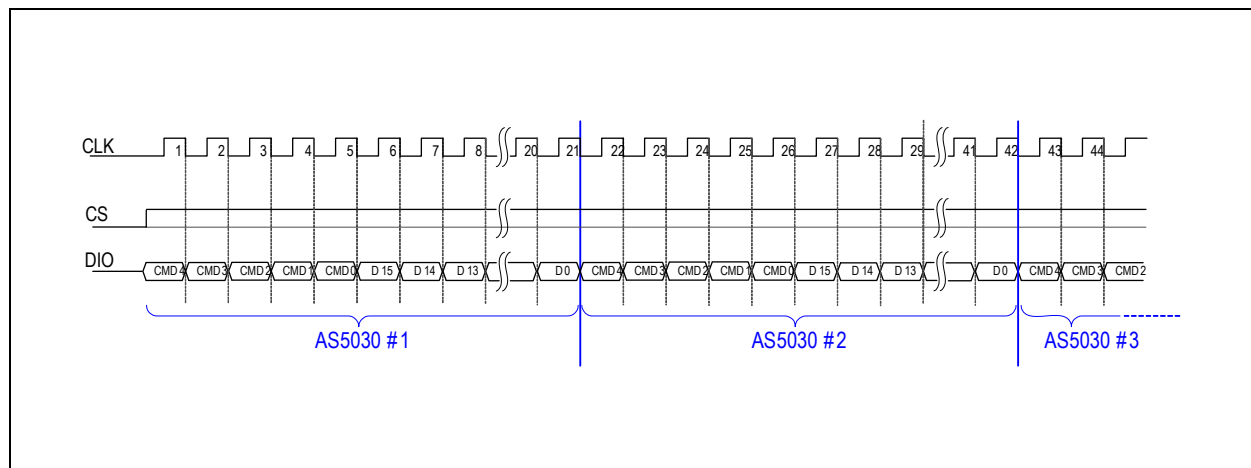 CLK 1 2 3 4 5 6 7 8 20 21 22 23 24 25 26 27 28 29 41 42 43 44
CS
DIO CMD4 CMD3 CMD2 CMD1 CMD0 D15 D14 D13 D0 CMD4 CMD3 CMD2 CMD1 CMD0 D15 D14 D13 D0 CMD4 CMD3 CMD2
AS5030 #1 AS5030 #2 AS5030 #3